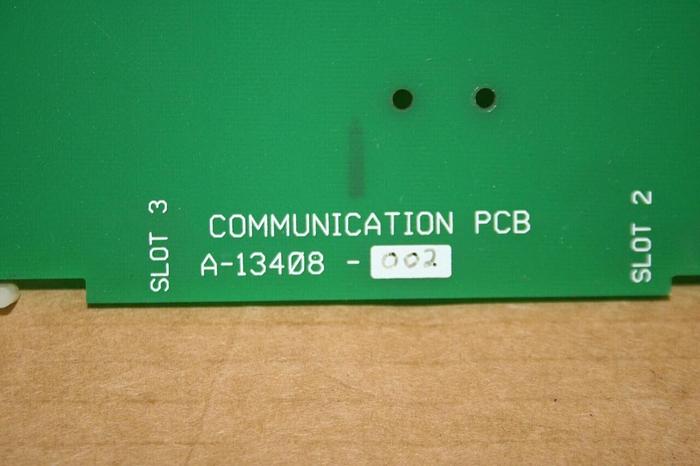 COMMUNICATION PCB
A-13408 - 002
SLOT 3
SLOT 2